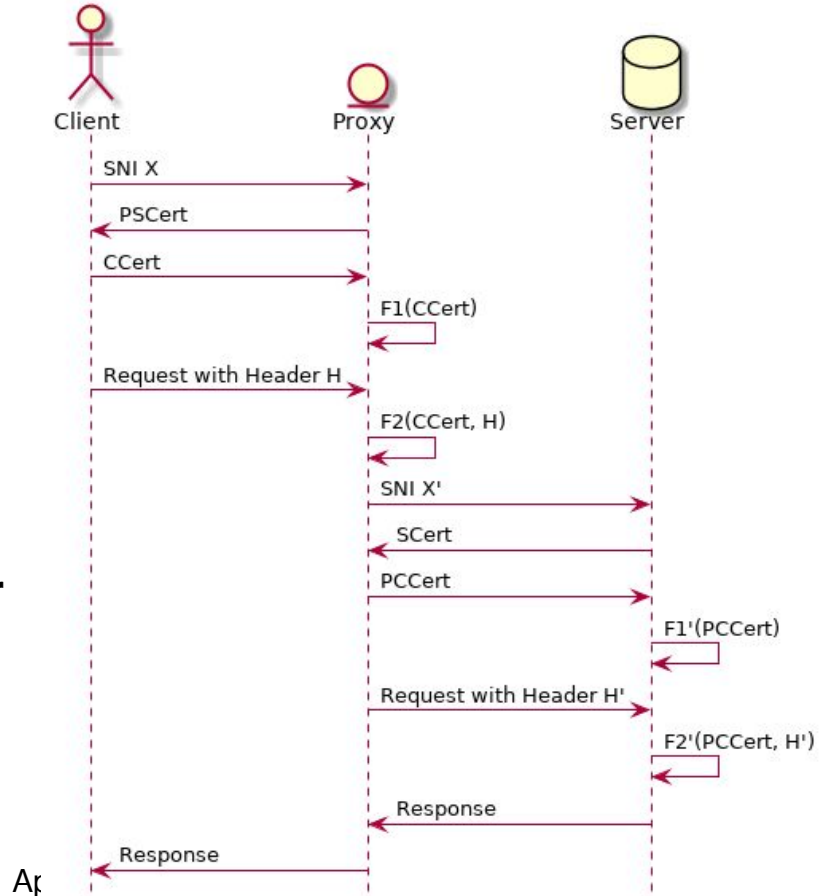 Client
Proxy
Server
SNI X
PSCert
CCert
F1(CCert)
Request with Header H
F2(CCert, H)
SNI X'
SCert
PCCert
F1'(PCCert)
Request with Header H'
F2'(PCCert, H')
Response
Response